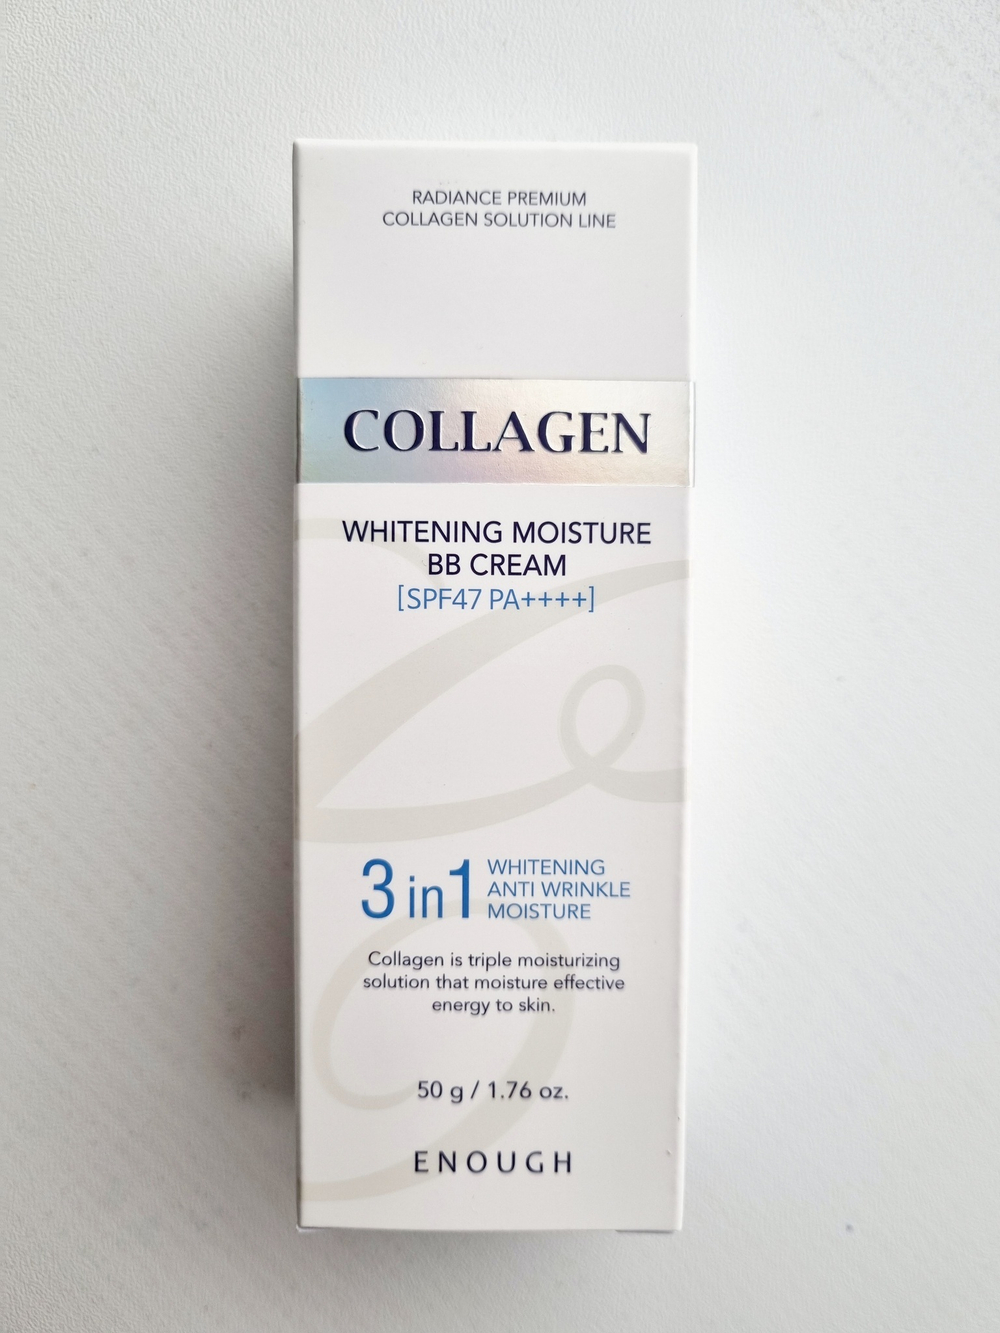 RADIANCE PREMIUM
COLLAGEN SOLUTION LINE
COLLAGEN
WHITENING MOISTURE
BB CREAM
[SPF47 PA++++]
3 in 1
WHITENING
ANTI WRINKLE
MOISTURE
Collagen is triple moisturizing
solution that moisture effective
energy to skin.
50 g / 1.76 oz.
ENOUGH